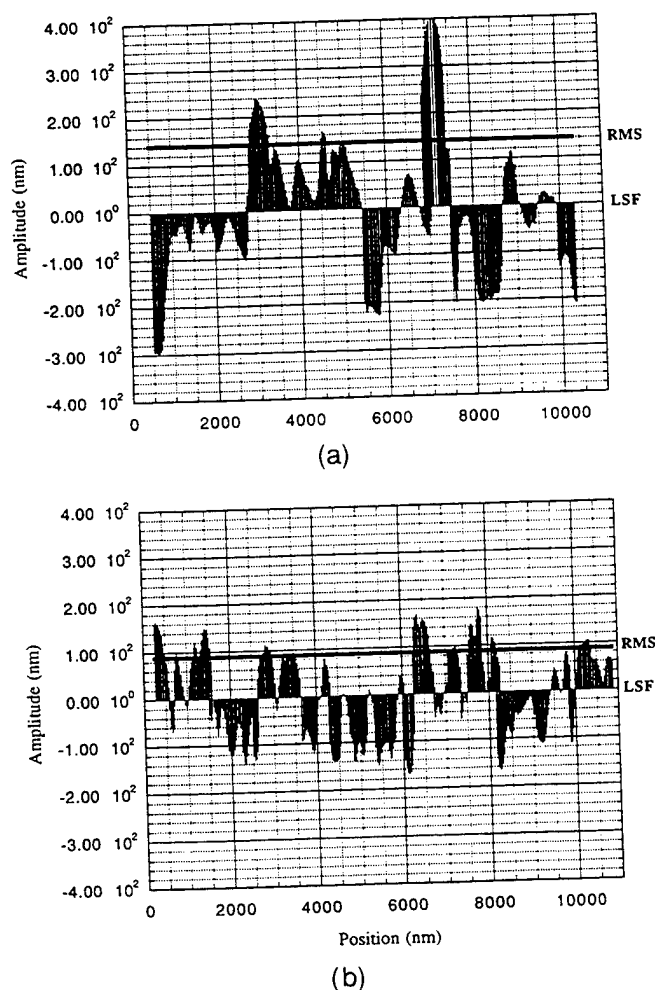 4.00 10²
2.00 10²
2.00 10²
1.00 10²
0.00 10⁰
-1.00 10²
-2.00 10²
-3.00 10²
-4.00 10²
Amplitude (nm)
RMS
LSF
0 2000 4000 6000 8000 10000
(a)
4.00 10²
2.00 10²
2.00 10²
1.00 10²
0.00 10⁰
-1.00 10²
-2.00 10²
-3.00 10²
-4.00 10²
Amplitude (nm)
RMS
LSF
0 2000 4000 6000 8000 10000
Position (nm)
(b)